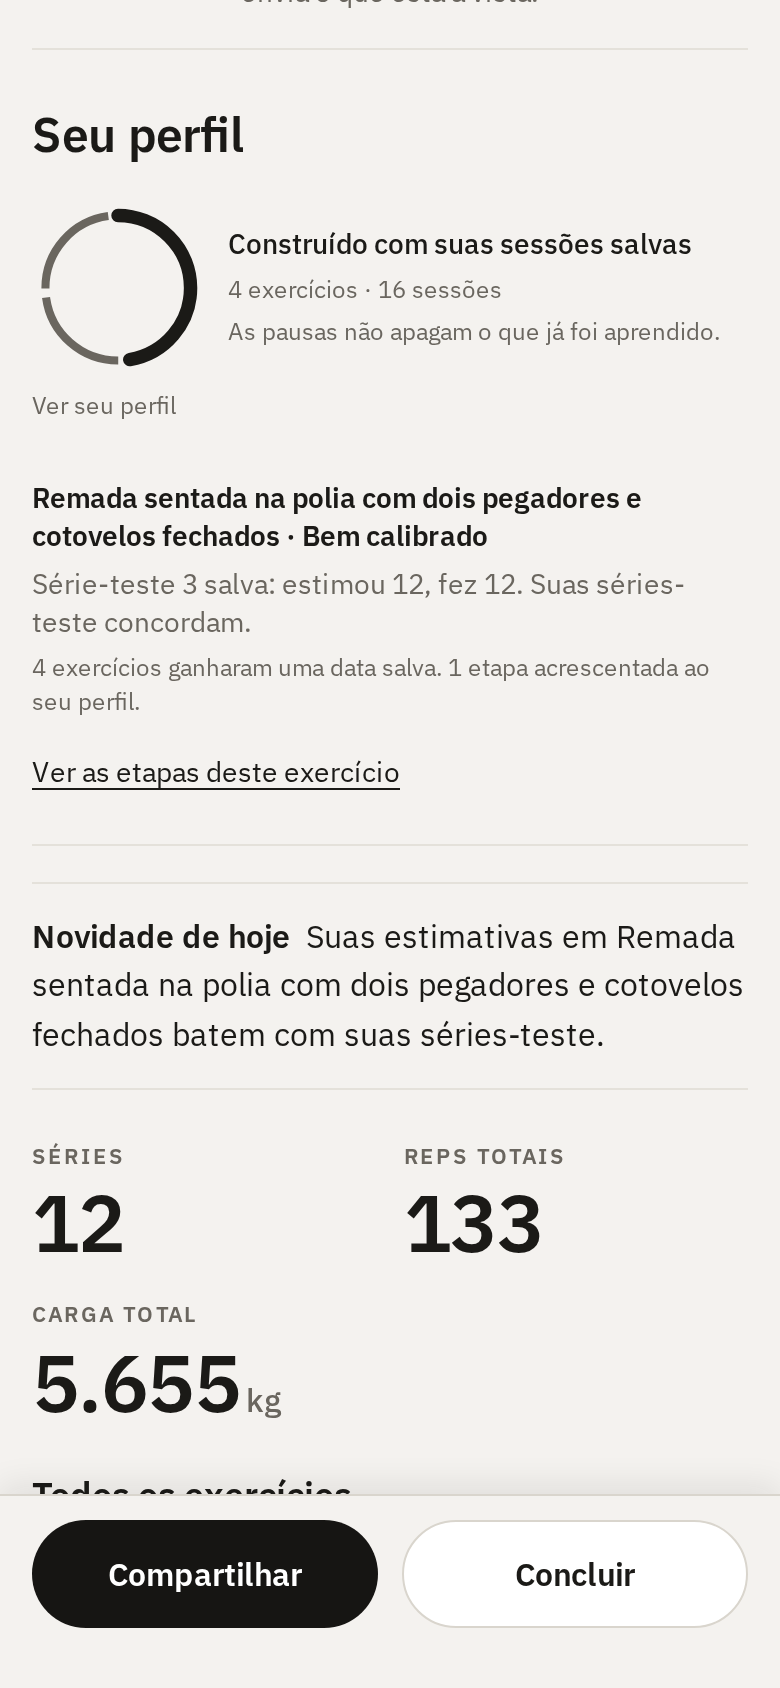 Seu perfil
Construído com suas sessões salvas
4 exercícios · 16 sessões
As pausas não apagam o que já foi aprendido.
Ver seu perfil
Remada sentada na polia com dois pegadores e
cotovelos fechados · Bem calibrado
Série-teste 3 salva: estimou 12, fez 12. Suas séries-
teste concordam.
4 exercícios ganharam uma data salva. 1 etapa acrescentada ao
seu perfil.
Ver as etapas deste exercício
Novidade de hoje Suas estimativas em Remada
sentada na polia com dois pegadores e cotovelos
fechados batem com suas séries-teste.
SÉRIES
REPS TOTAIS
12
133
CARGA TOTAL
5.655 kg
Todos os exercícios
Compartilhar
Concluir